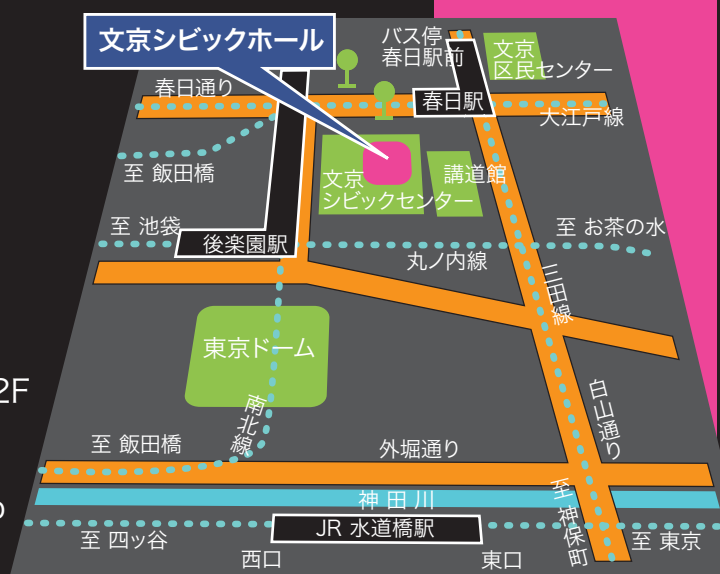 文京シビックホール
バス停
春日駅前
文京
区民センター
春日通り
春日駅
大江戸線
至 飯田橋
文京
シビックセンター
講道館
至 池袋
後楽園駅
丸ノ内線
至 お茶の水
三田線
東京ドーム
2F
南北線
白山通り
至 飯田橋
外堀通り
神田川
至 神保町
JR 水道橋駅
至 四ッ谷
至 東京
西口
東口